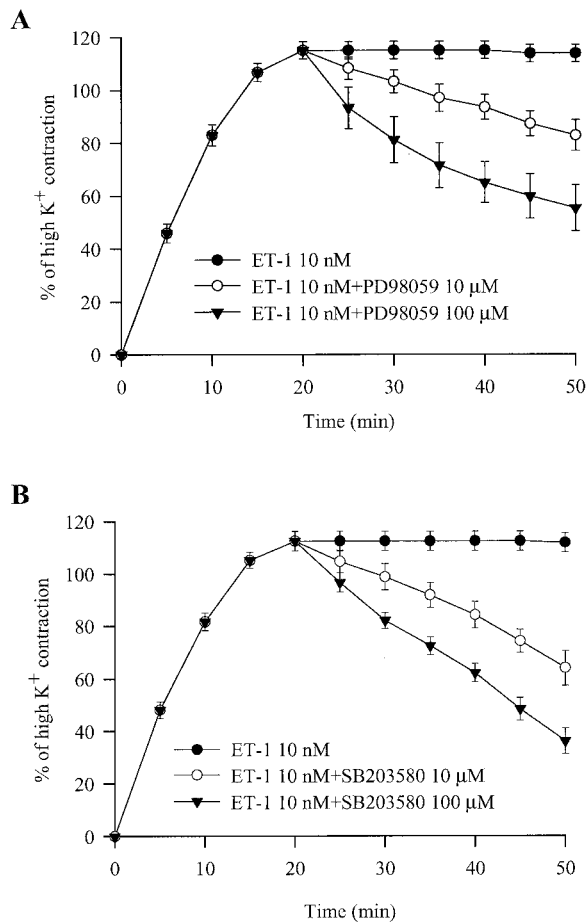 A
120
100
80
60
40
20
0
% of high K+ contraction
ET-1 10 nM
ET-1 10 nM+PD98059 10 μM
ET-1 10 nM+PD98059 100 μM
0 10 20 30 40 50
Time (min)
B
120
100
80
60
40
20
0
% of high K+ contraction
ET-1 10 nM
ET-1 10 nM+SB203580 10 μM
ET-1 10 nM+SB203580 100 μM
0 10 20 30 40 50
Time (min)